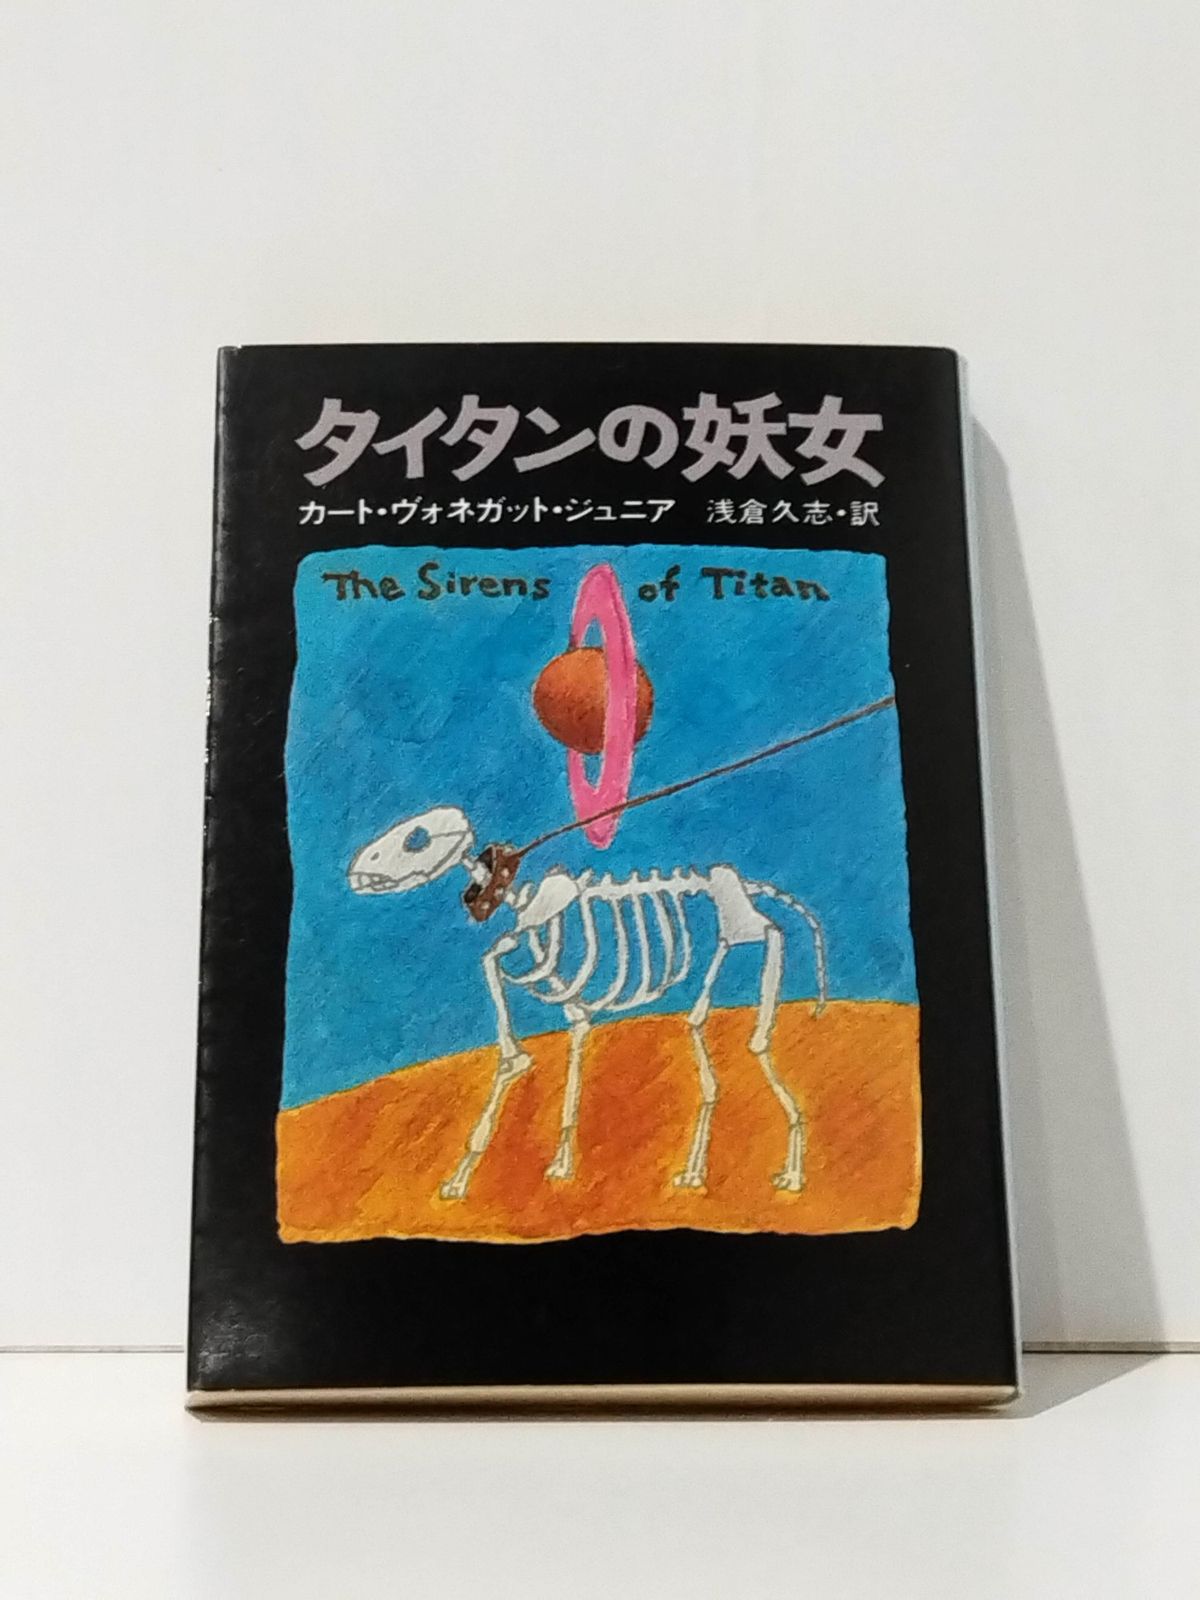 タイタンの妖女
カート・ヴォネガット・ジュニア 浅倉久志・訳
The Sirens of Titan